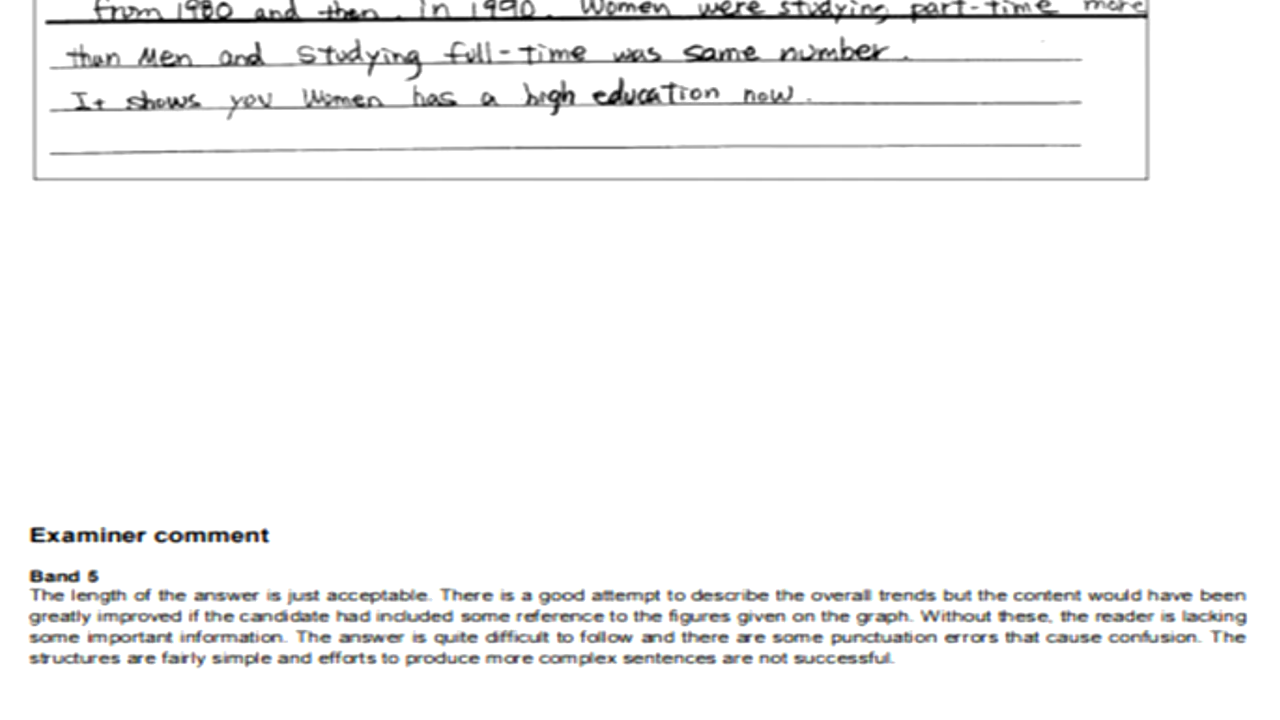 from 1980 and then. In 1990. Women were studying part-time more
than Men and Studying full-time was same number.
It shows you Women has a high education now.
Examiner comment
Band 5
The length of the answer is just acceptable. There is a good attempt to describe the overall trends but the content would have been
greatly improved if the candidate had included some reference to the figures given on the graph. Without these, the reader is lacking
some important information. The answer is quite difficult to follow and there are some punctuation errors that cause confusion. The
structures are fairly simple and efforts to produce more complex sentences are not successful.